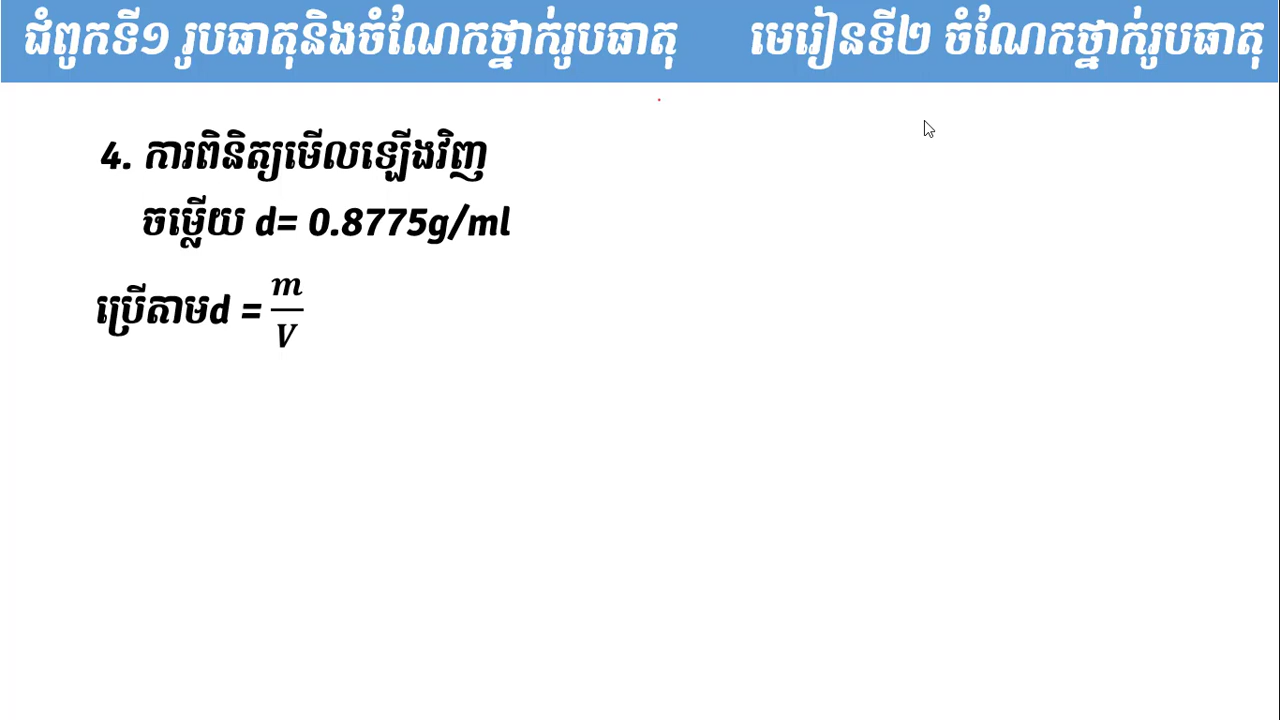 ជំពូកទី១ រូបធាតុនិងចំណែកថ្នាក់រូបធាតុ មេរៀនទី២ ចំណែកថ្នាក់រូបធាតុ
4. ការពិនិត្យមើលឡើងវិញ
ចម្លើយ d= 0.8775g/ml
ប្រើតាមd = m/V